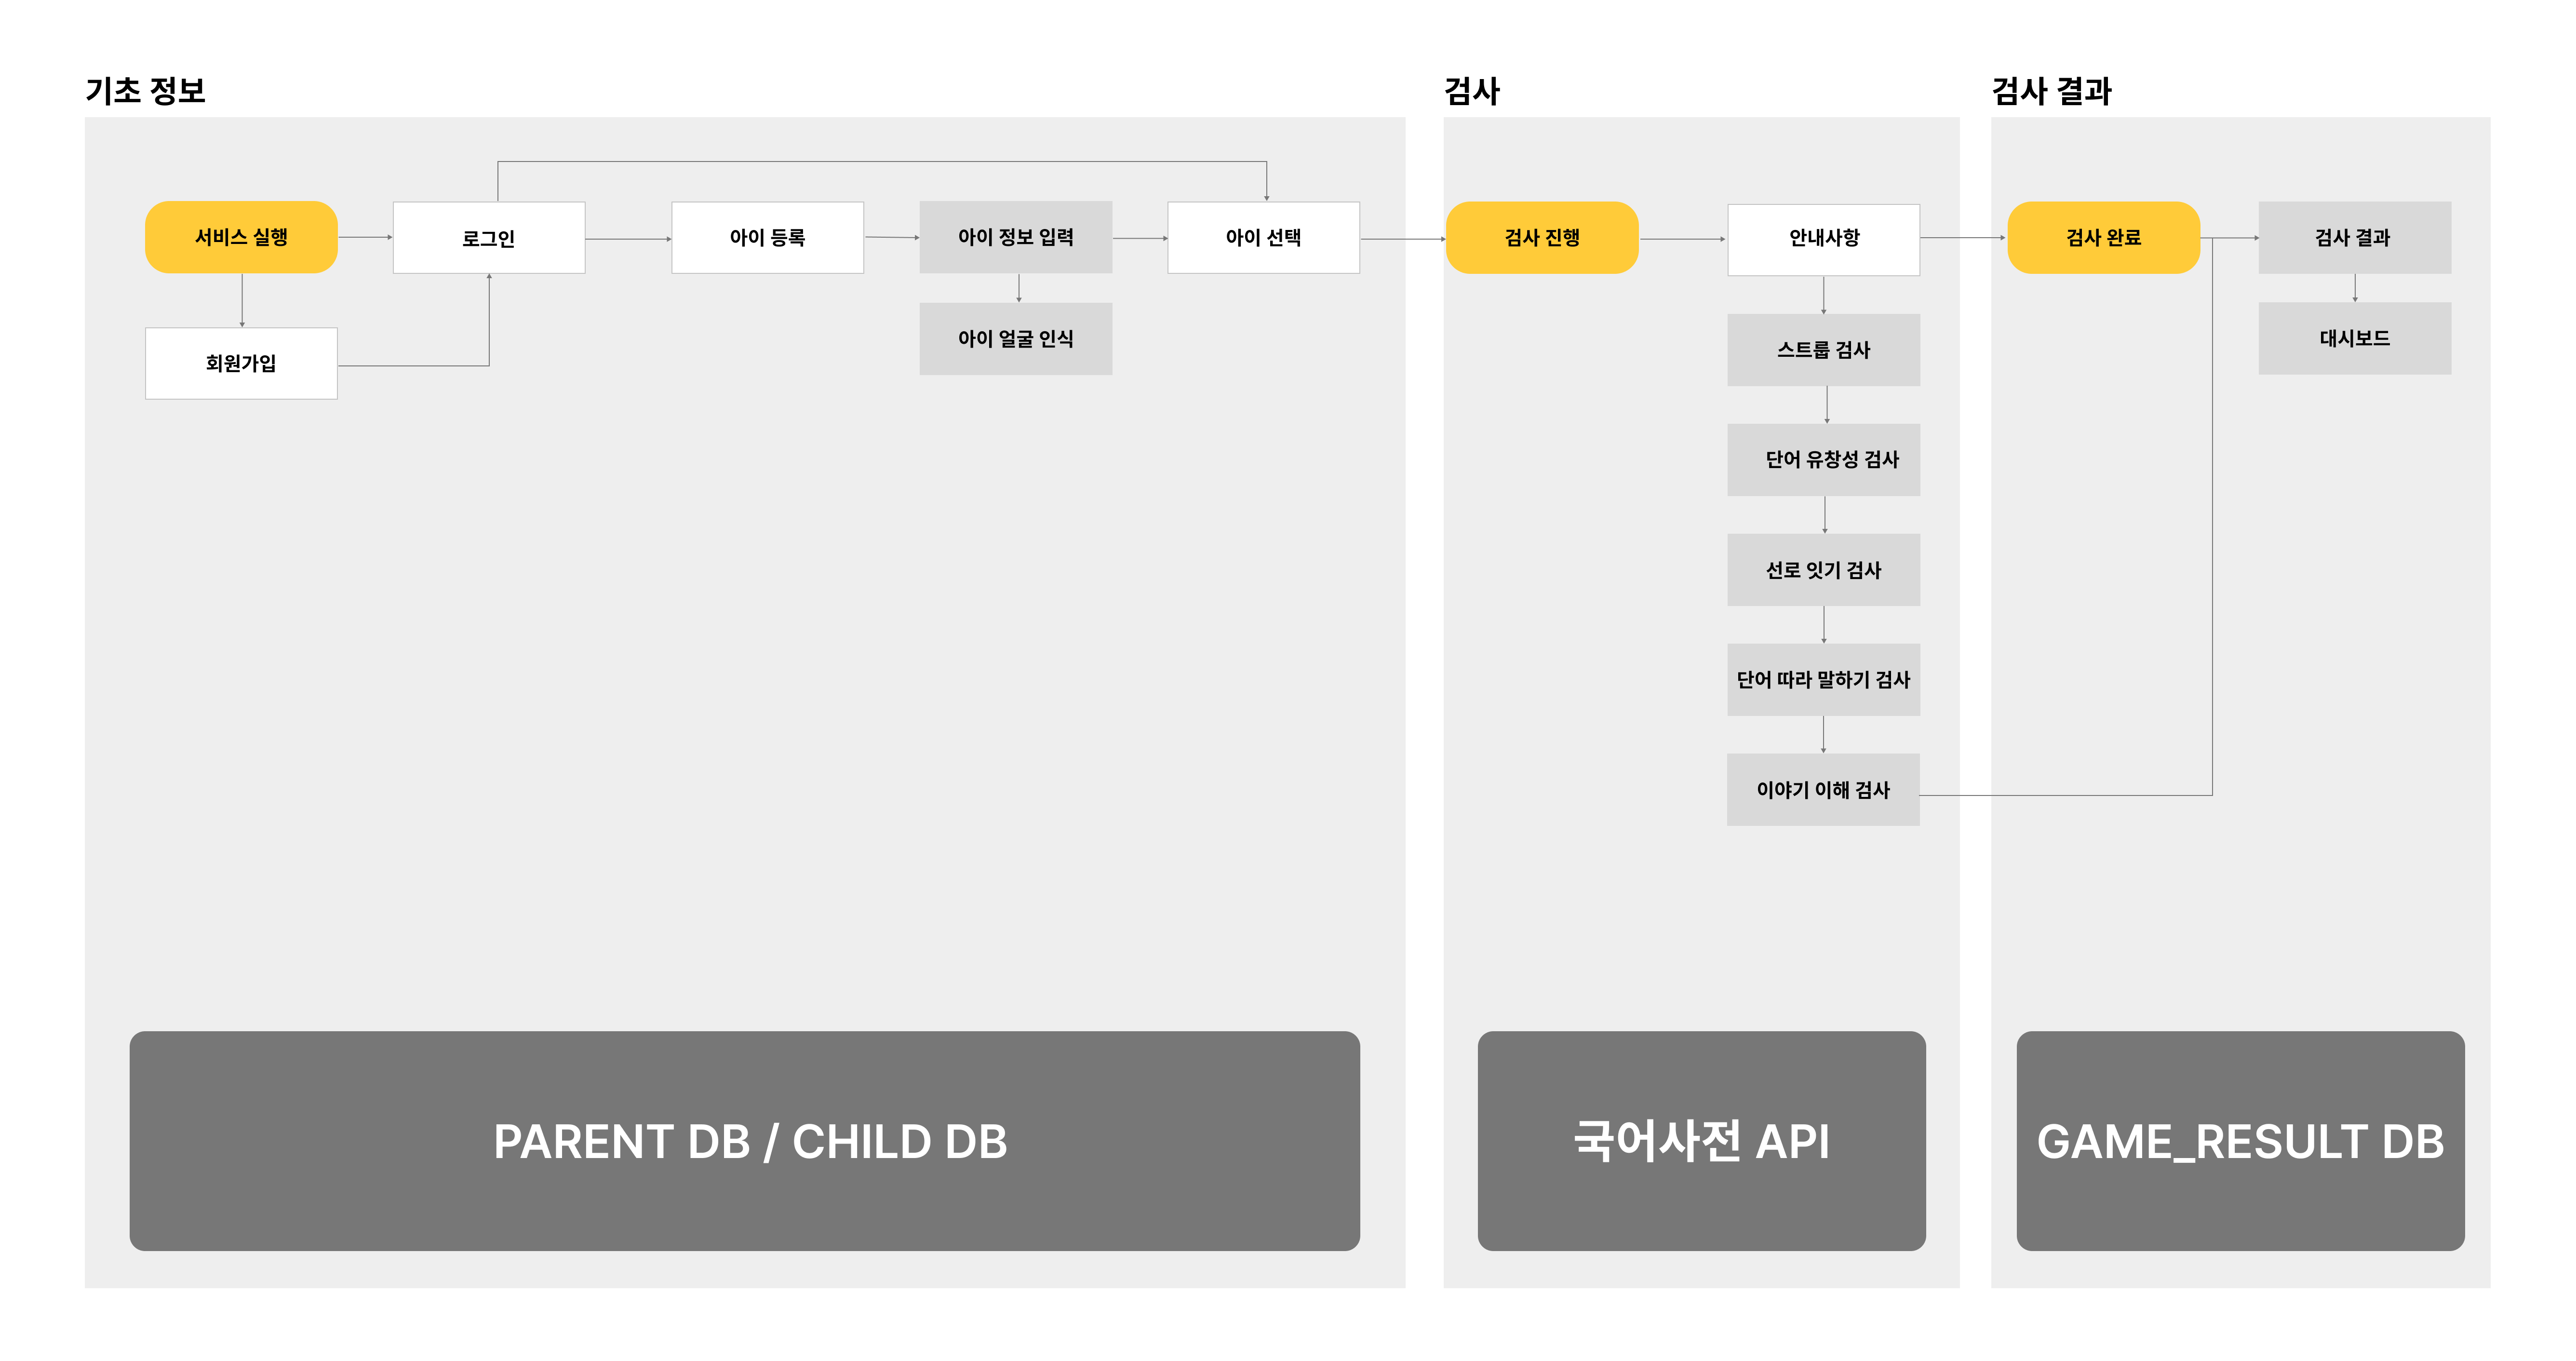 기초 정보
서비스 실행
로그인
아이 등록
아이 정보 입력
아이 선택
회원가입
아이 얼굴 인식
PARENT DB / CHILD DB
검사
검사 진행
안내사항
스트룹 검사
단어 유창성 검사
선로 잇기 검사
단어 따라 말하기 검사
이야기 이해 검사
국어사전 API
검사 결과
검사 완료
검사 결과
대시보드
GAME_RESULT DB